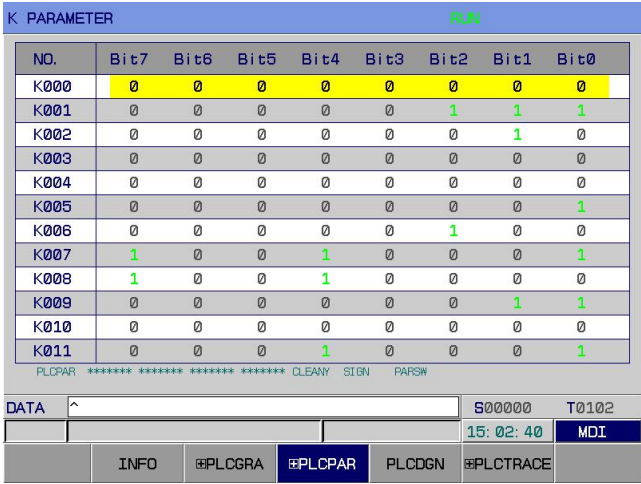 K PARAMETER RUN
NO. Bit7 Bit6 Bit5 Bit4 Bit3 Bit2 Bit1 Bit0
K000 0 0 0 0 0 0 0 0
K001 0 0 0 0 0 1 1 1
K002 0 0 0 0 0 0 1 0
K003 0 0 0 0 0 0 0 0
K004 0 0 0 0 0 0 0 0
K005 0 0 0 0 0 0 0 1
K006 0 0 0 0 0 1 0 0
K007 1 0 0 1 0 0 0 1
K008 1 0 0 1 0 0 0 0
K009 0 0 0 0 0 0 1 1
K010 0 0 0 0 0 0 0 0
K011 0 0 0 1 0 0 0 1
PLCPAR ******* ******* ******* ******* CLEANY SIGN PARSW
DATA ^ S00000 T0102
15:02:40 MDI
INFO ⊞PLCGRA ⊞PLCPAR PLCDGN ⊞PLCTRACE